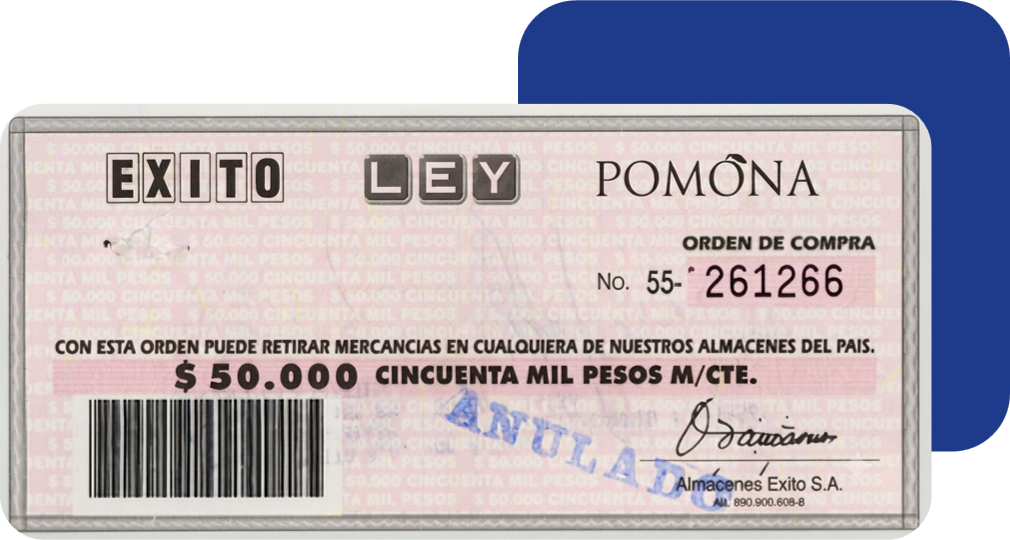 EXITO LEY POMONA
ORDEN DE COMPRA
No. 55- 261266
CON ESTA ORDEN PUEDE RETIRAR MERCANCIAS EN CUALQUIERA DE NUESTROS ALMACENES DEL PAIS.
$ 50.000 CINCUENTA MIL PESOS M/CTE.
ANULADO
Almacenes Exito S.A.
890.900.608-8